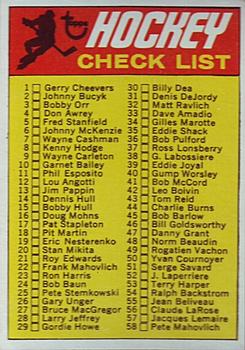 topps
HOCKEY
CHECK LIST
1 Gerry Cheevers
2 Johnny Bucyk
3 Bobby Orr
4 Don Awrey
5 Fred Stanfield
6 Johnny McKenzie
7 Wayne Cashman
8 Kenny Hodge
9 Wayne Carleton
10 Garnet Bailey
11 Phil Esposito
12 Lou Angotti
13 Jim Pappin
14 Dennis Hull
15 Bobby Hull
16 Doug Mohns
17 Pat Stapleton
18 Pit Martin
19 Eric Nesterenko
20 Stan Mikita
21 Roy Edwards
22 Frank Mahovlich
23 Ron Harris
24 Bob Baun
25 Pete Stemkowski
26 Gary Unger
27 Bruce MacGregor
28 Larry Jeffrey
29 Gordie Howe
30 Billy Dea
31 Denis DeJordy
32 Matt Ravlich
33 Dave Amadio
34 Gilles Marotte
35 Eddie Shack
36 Bob Pulford
37 Ross Lonsberry
38 G. Labossiere
39 Eddie Joyal
40 Gump Worsley
41 Bob McCord
42 Leo Boivin
43 Tom Reid
44 Charlie Burns
45 Bob Barlow
46 Bill Goldsworthy
47 Danny Grant
48 Norm Beaudin
49 Rogatien Vachon
50 Yvan Cournoyer
51 Serge Savard
52 J. Laperriere
53 Terry Harper
54 Ralph Backstrom
55 Jean Beliveau
56 Claude LaRose
57 Jacques Lemaire
58 Pete Mahovlich